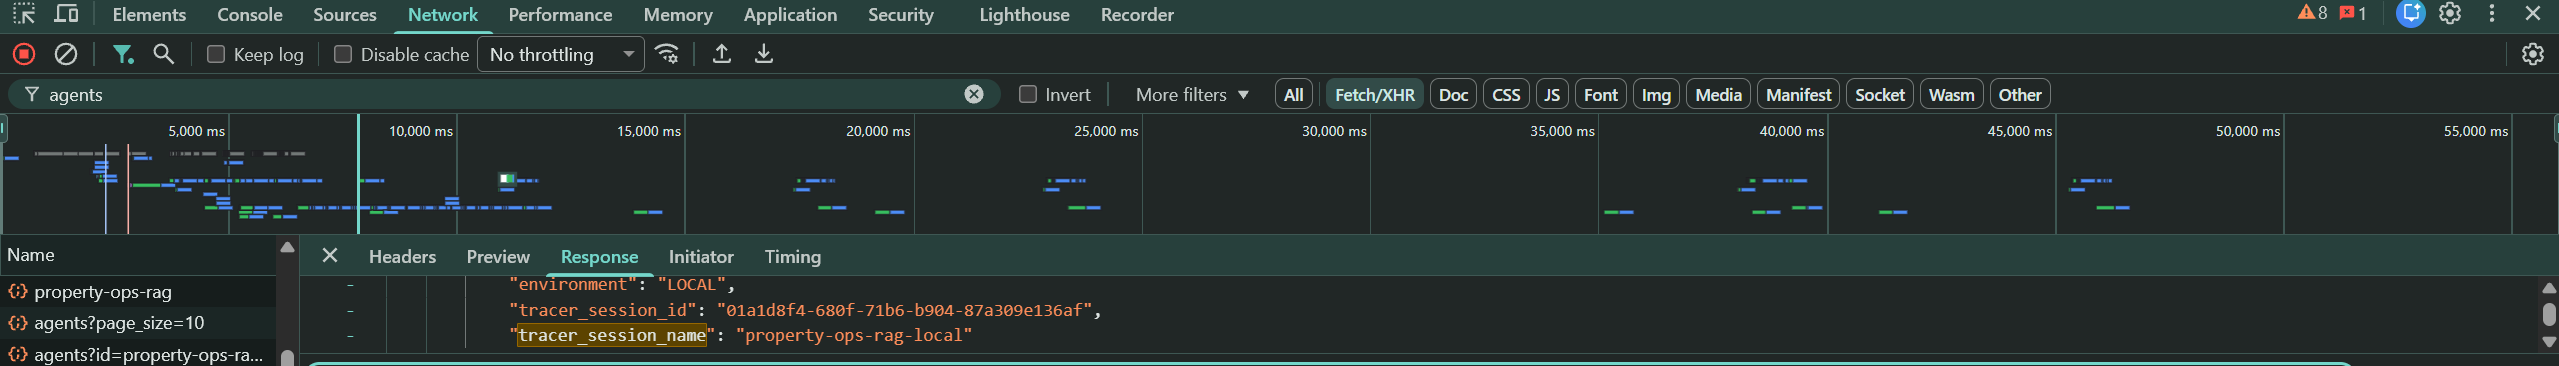 Elements Console Sources Network Performance Memory Application Security Lighthouse Recorder 8 1
Keep log Disable cache No throttling
agents Invert More filters All Fetch/XHR Doc CSS JS Font Img Media Manifest Socket Wasm Other
5,000 ms 10,000 ms 15,000 ms 20,000 ms 25,000 ms 30,000 ms 35,000 ms 40,000 ms 45,000 ms 50,000 ms 55,000 ms
Name Headers Preview Response Initiator Timing
property-ops-rag
agents?page_size=10
agents?id=property-ops-ra...
- "environment": "LOCAL",
- "tracer_session_id": "01a1d8f4-680f-71b6-b904-87a309e136af",
- "tracer_session_name": "property-ops-rag-local"